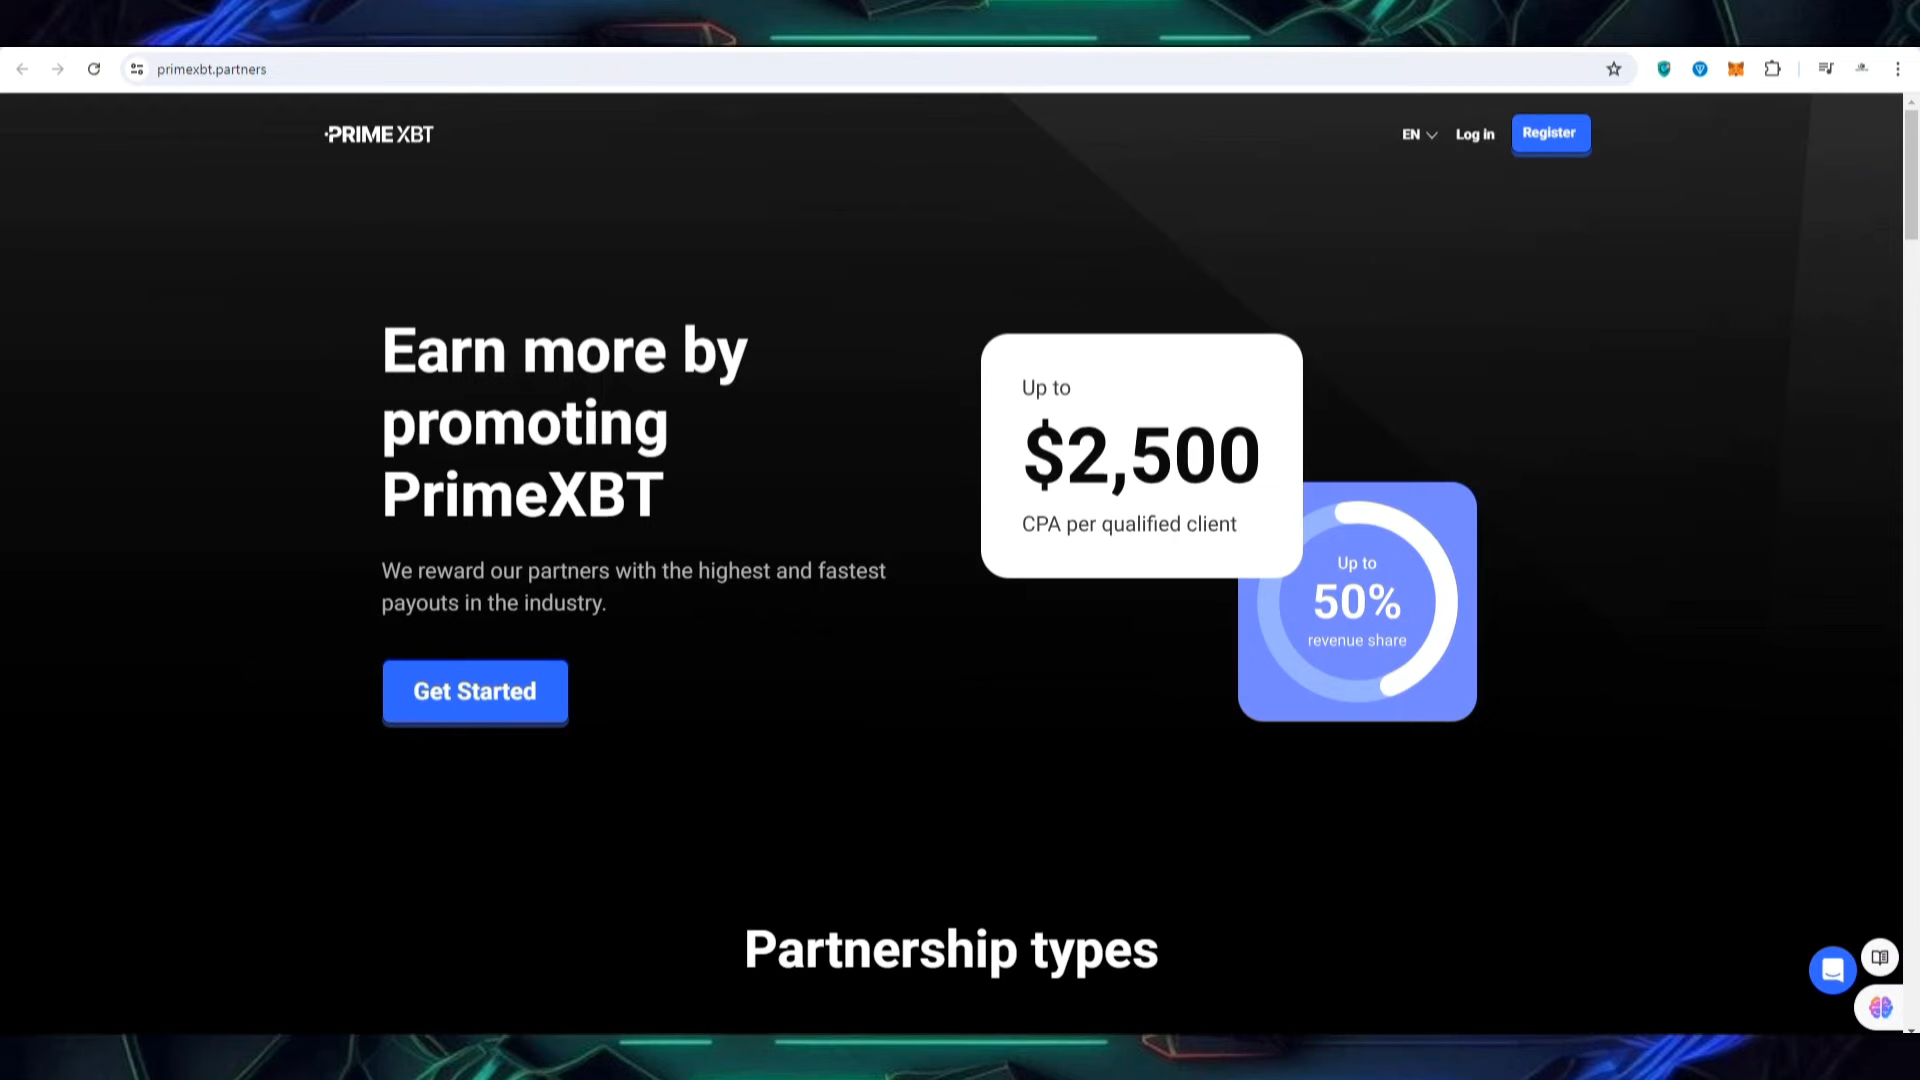 primexbt.partners
PRIME XBT
EN
Log in
Register
Earn more by
promoting
PrimeXBT
We reward our partners with the highest and fastest
payouts in the industry.
Get Started
Up to
$2,500
CPA per qualified client
Up to
50%
revenue share
Partnership types